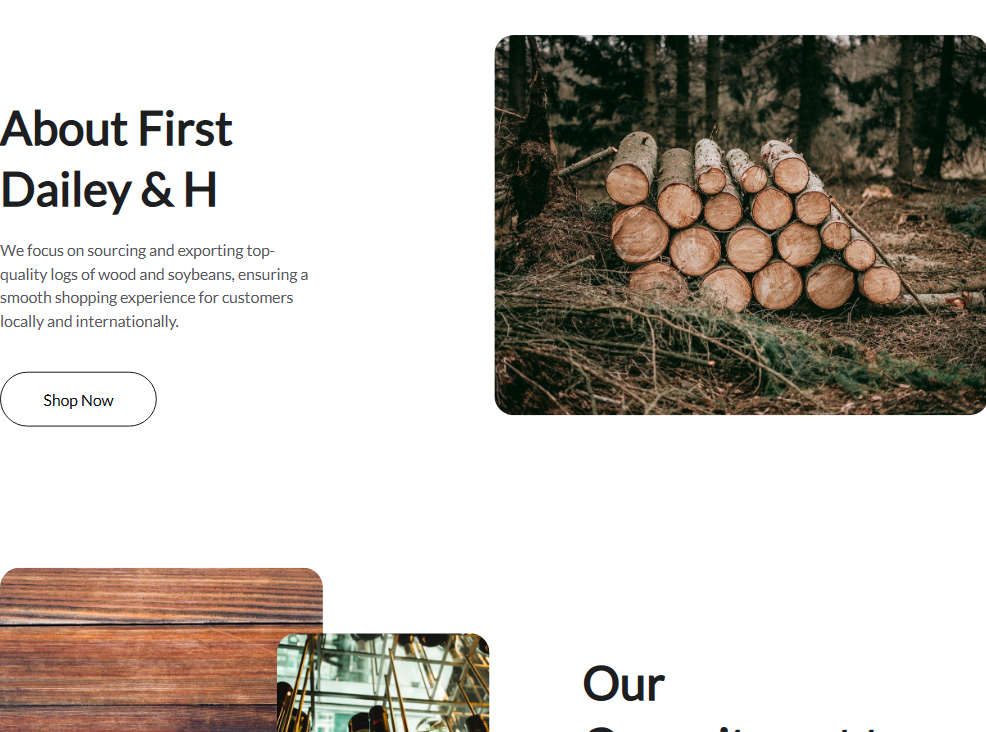 About First
Dailey & H
We focus on sourcing and exporting top-
quality logs of wood and soybeans, ensuring a
smooth shopping experience for customers
locally and internationally.
Shop Now
Our